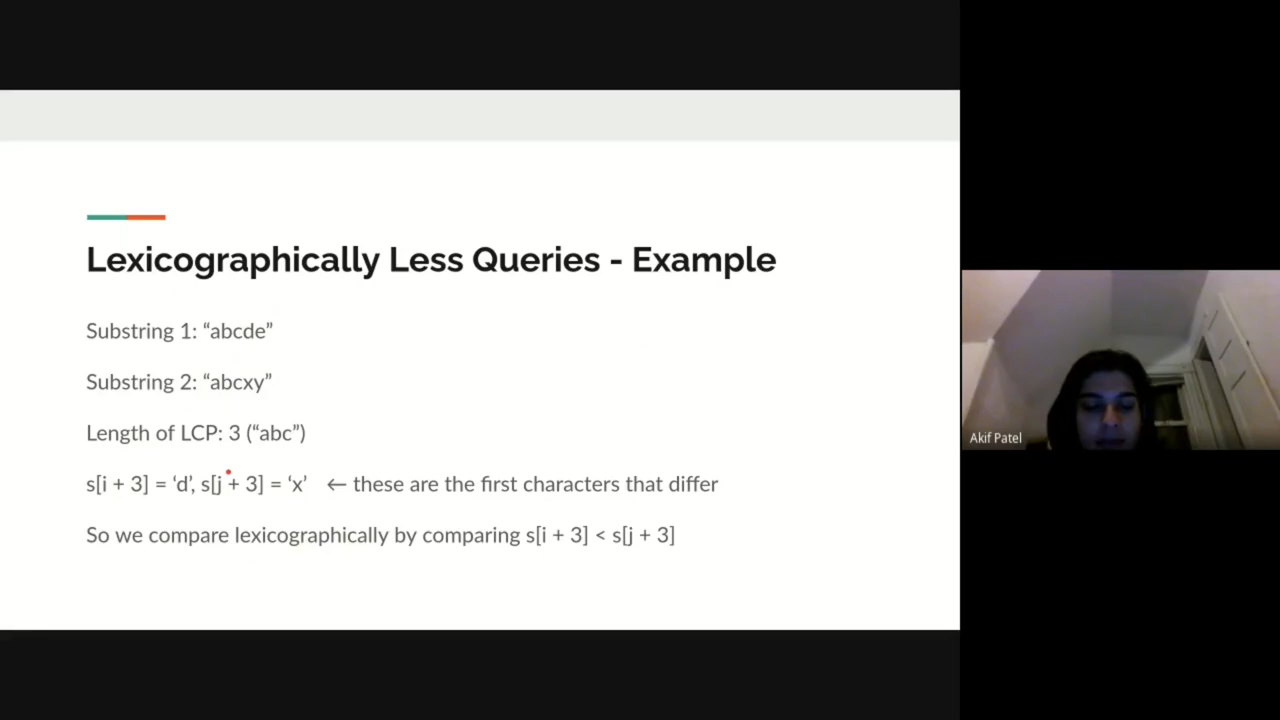 Lexicographically Less Queries - Example
Substring 1: “abcde”
Substring 2: “abcxy”
Length of LCP: 3 (“abc”)
s[i + 3] = ‘d’, s[j + 3] = ‘x’ ← these are the first characters that differ
So we compare lexicographically by comparing s[i + 3] < s[j + 3]
Akif Patel